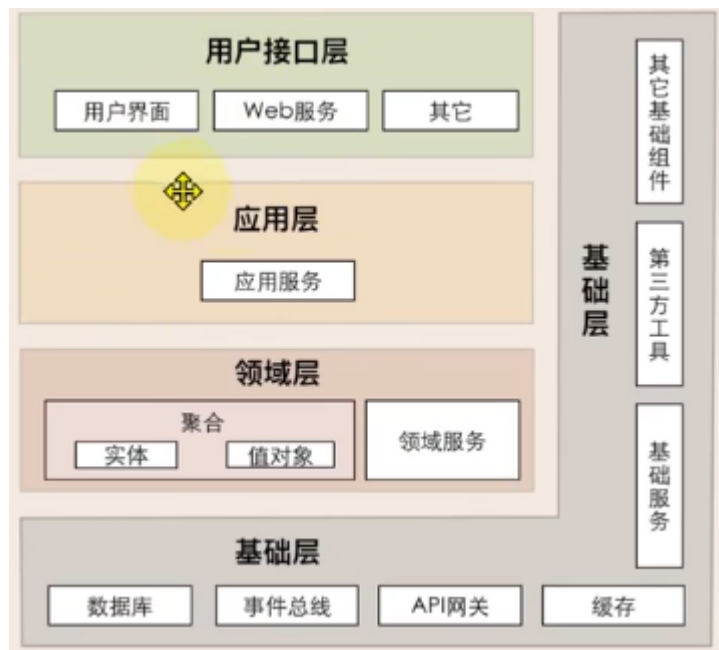 用户接口层
用户界面
Web服务
其它
应用层
应用服务
领域层
聚合
实体
值对象
领域服务
基础层
数据库
事件总线
API网关
缓存
基础层
其它基础组件
第三方工具
基础服务